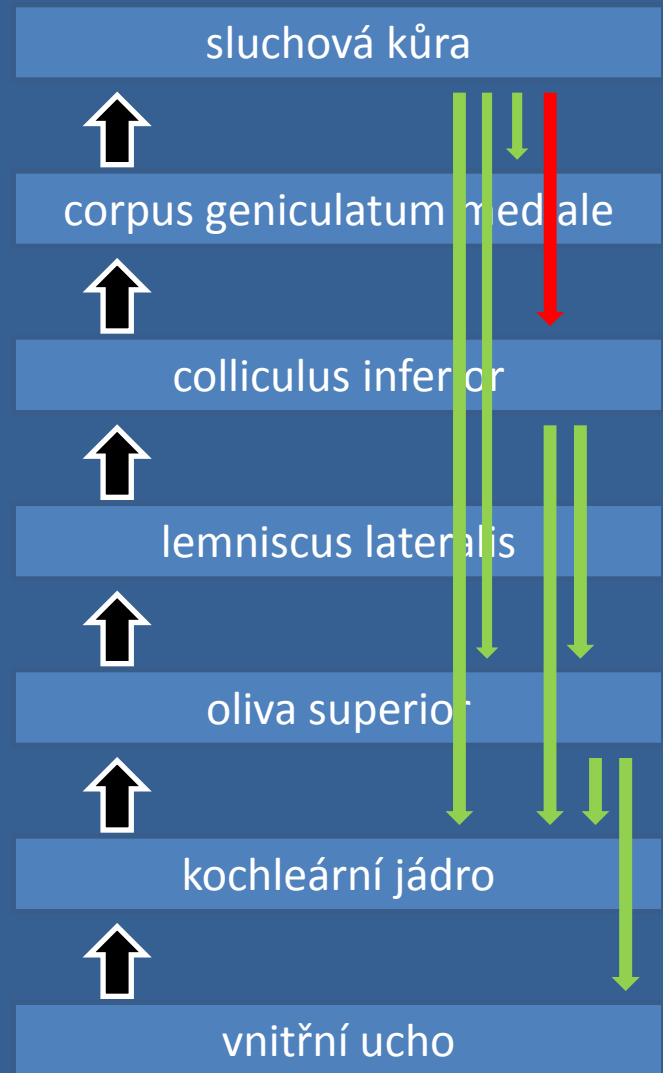 sluchová kůra
corpus geniculatum mediale
colliculus inferior
lemniscus lateralis
oliva superior
kochleární jádro
vnitřní ucho